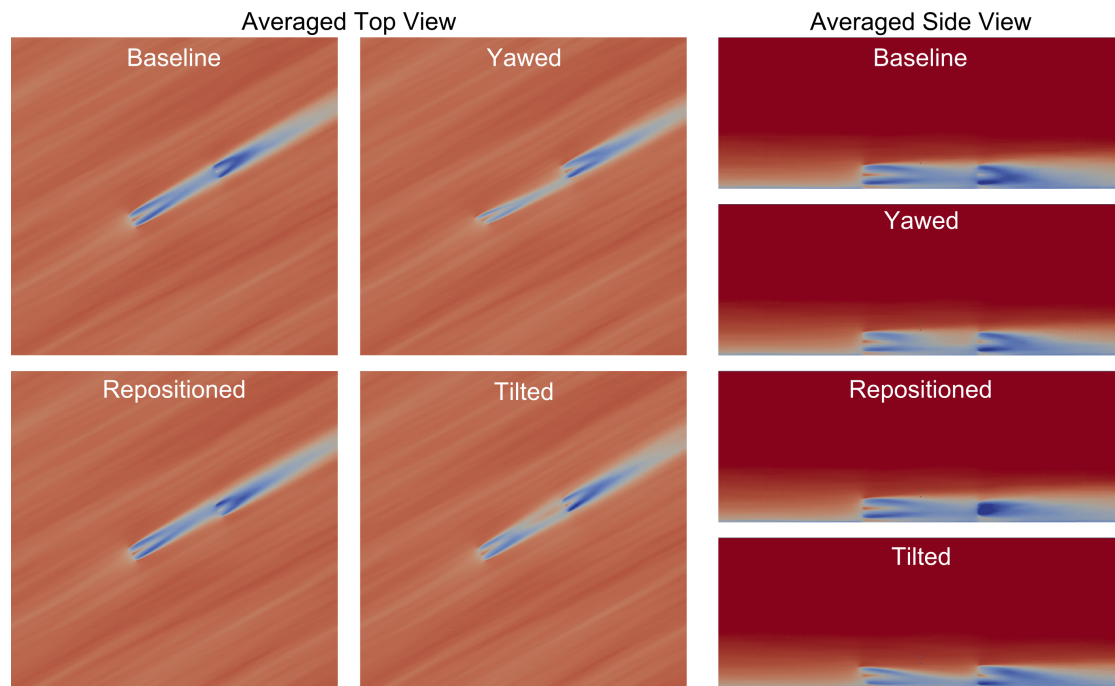 Averaged Top View
Averaged Side View
Baseline
Yawed
Baseline
Yawed
Repositioned
Tilted
Repositioned
Tilted